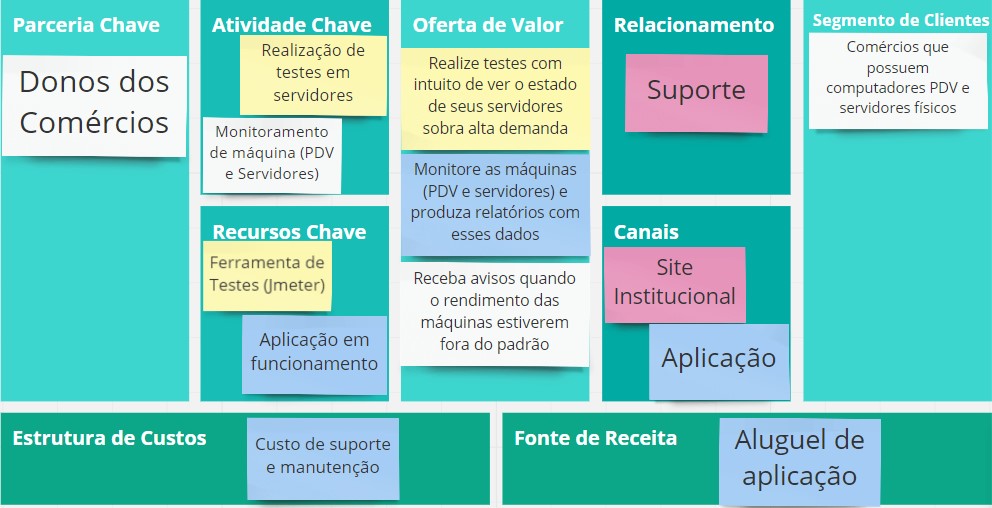 Parceria Chave
Donos dos
Comércios
Atividade Chave
Realização de
testes em
servidores
Monitoramento
de máquina (PDV
e Servidores)
Recursos Chave
Ferramenta de
Testes (Jmeter)
Aplicação em
funcionamento
Oferta de Valor
Realize testes com
intuito de ver o estado
de seus servidores
sobra alta demanda
Monitore as máquinas
(PDV e servidores) e
produza relatórios com
esses dados
Receba avisos quando
o rendimento das
máquinas estiverem
fora do padrão
Relacionamento
Suporte
Canais
Site
Institucional
Aplicação
Segmento de Clientes
Comércios que
possuem
computadores PDV e
servidores físicos
Estrutura de Custos
Custo de suporte
e manutenção
Fonte de Receita
Aluguel de
aplicação